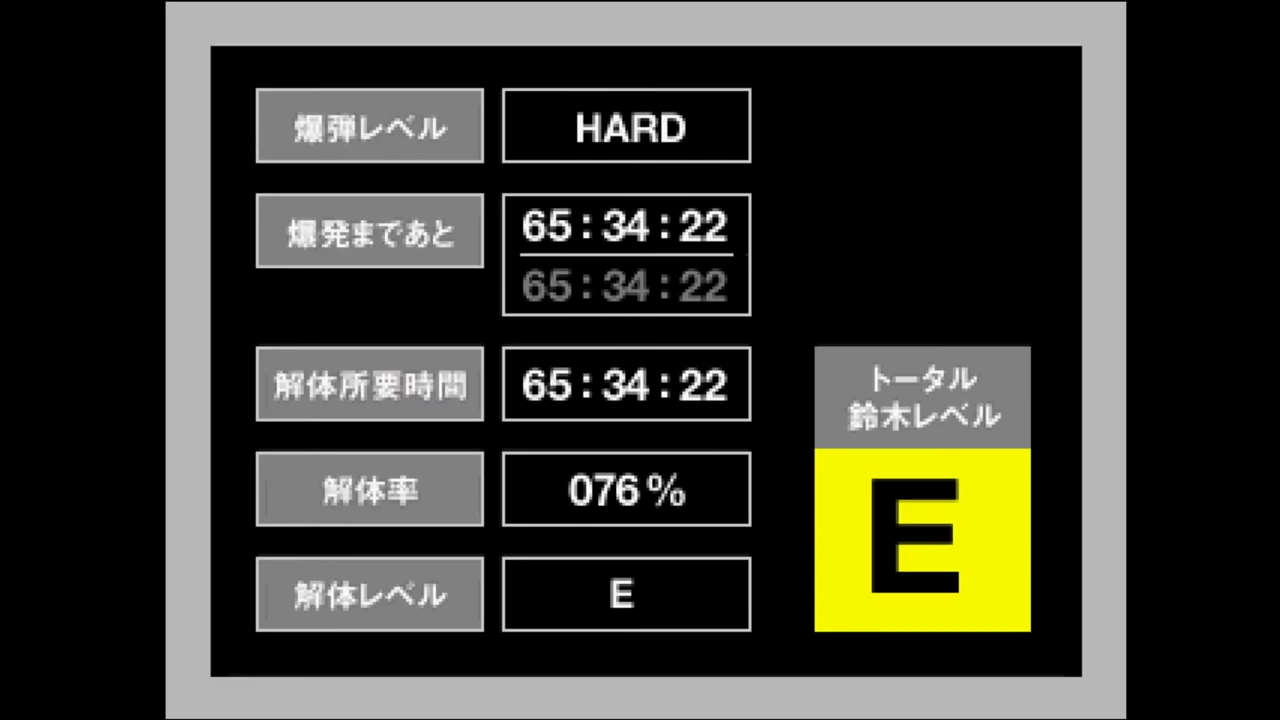 爆弾レベル
HARD
爆発まであと
65:34:22
65:34:22
解体所要時間
65:34:22
解体率
076%
解体レベル
E
トータル
鈴木レベル
E